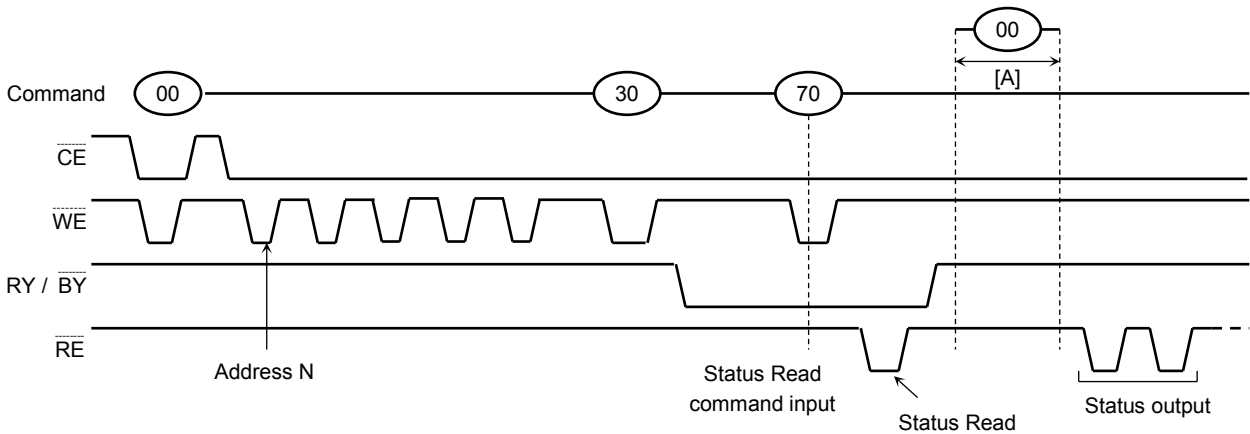 00
[A]
Command 00 30 70
CE
WE
RY / BY
RE
Address N
Status Read
command input
Status Read
Status output